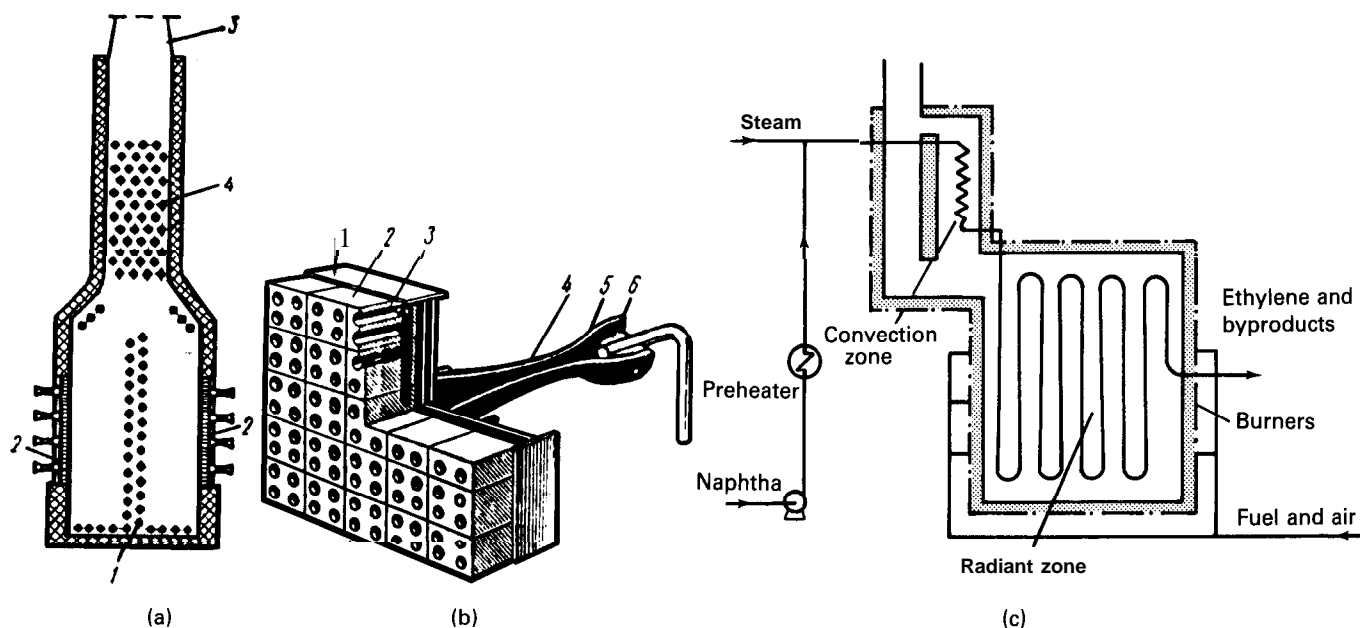 3
4
2
2
1
(a)
1
2
3
4
5
6
(b)
Steam
Convection
zone
Preheater
Naphtha
Ethylene and
byproducts
Burners
Fuel and air
Radiant zone
(c)